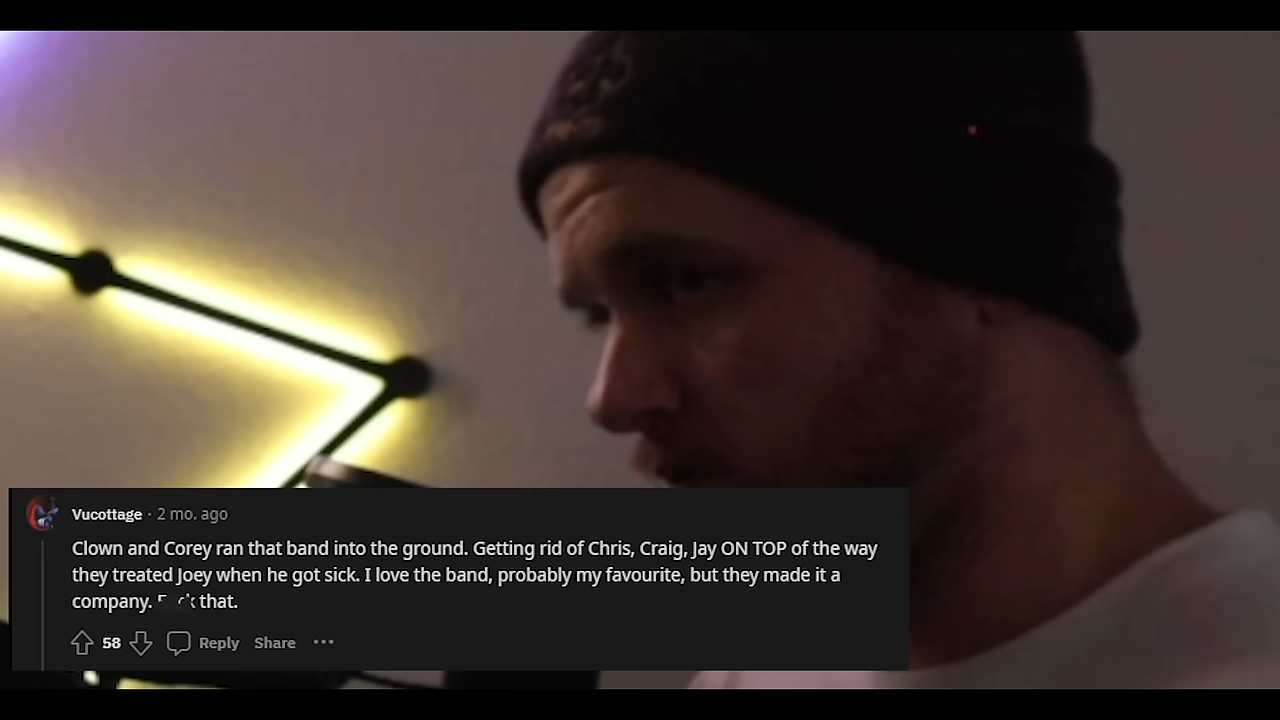 Vucottage · 2 mo. ago
Clown and Corey ran that band into the ground. Getting rid of Chris, Craig, Jay ON TOP of the way
they treated Joey when he got sick. I love the band, probably my favourite, but they made it a
company. that.
58 Reply Share